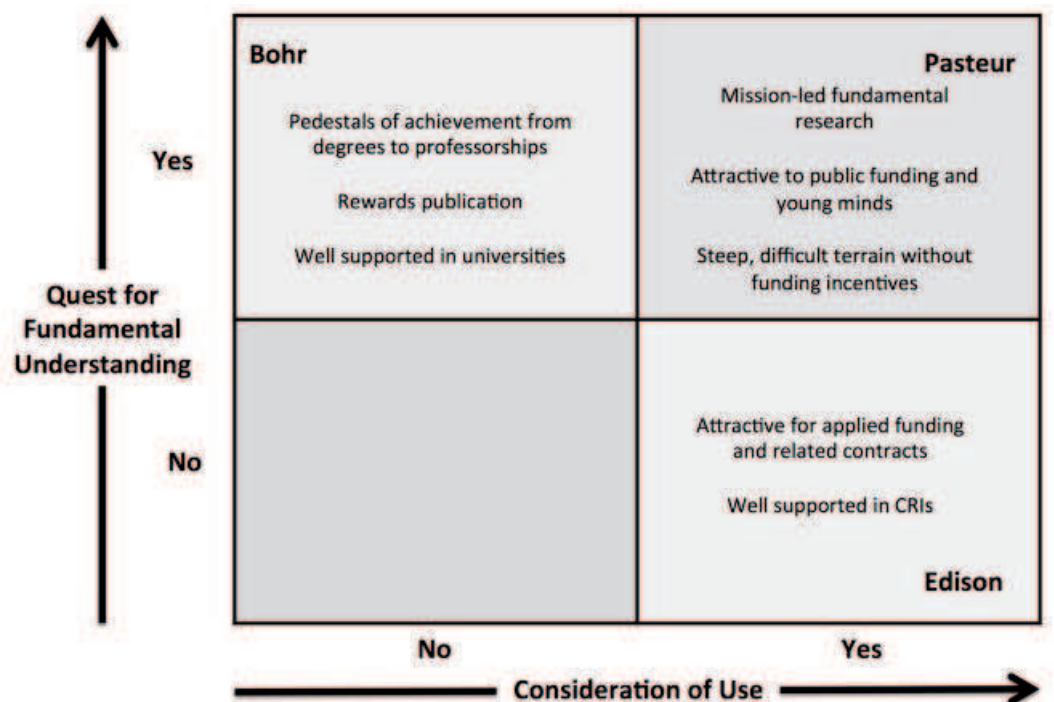 Bohr
Pedestals of achievement from
degrees to professorships
Rewards publication
Well supported in universities
Pasteur
Mission-led fundamental
research
Attractive to public funding and
young minds
Steep, difficult terrain without
funding incentives
Yes
Quest for
Fundamental
Understanding
No
Attractive for applied funding
and related contracts
Well supported in CRIs
Edison
No
Yes
Consideration of Use